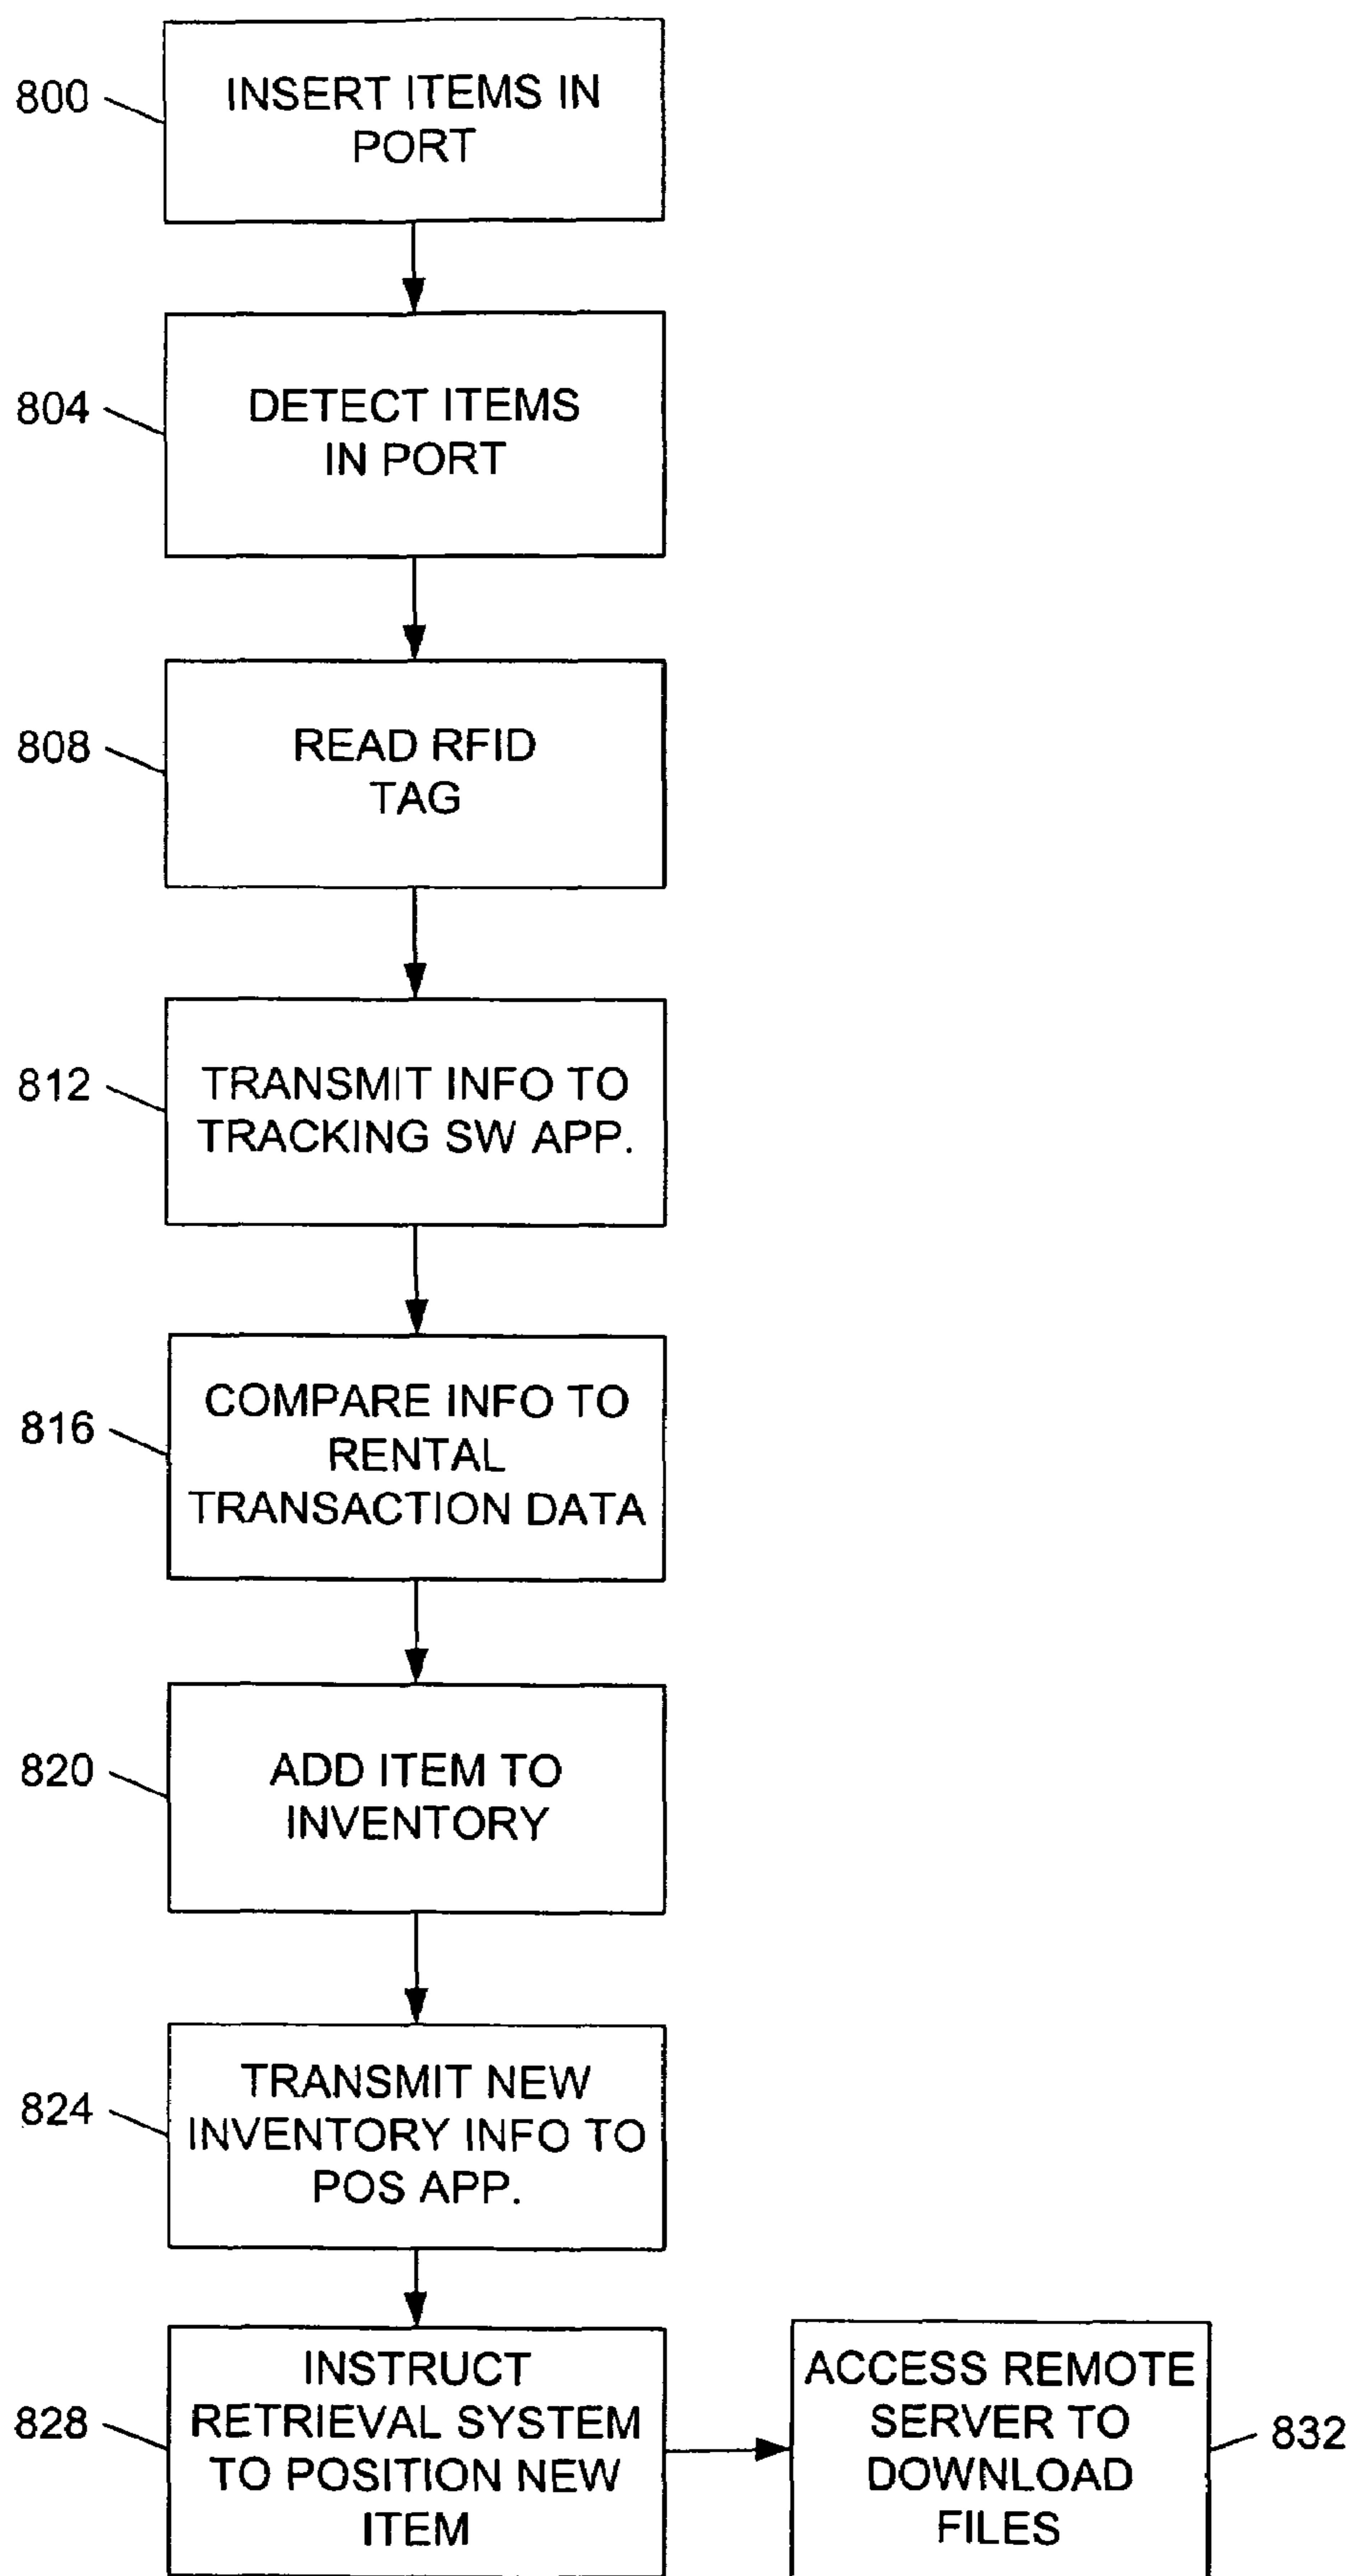 800
INSERT ITEMS IN
PORT
804
DETECT ITEMS
IN PORT
808
READ RFID
TAG
812
TRANSMIT INFO TO
TRACKING SW APP.
816
COMPARE INFO TO
RENTAL
TRANSACTION DATA
820
ADD ITEM TO
INVENTORY
824
TRANSMIT NEW
INVENTORY INFO TO
POS APP.
828
INSTRUCT
RETRIEVAL SYSTEM
TO POSITION NEW
ITEM
ACCESS REMOTE
SERVER TO
DOWNLOAD
FILES
832